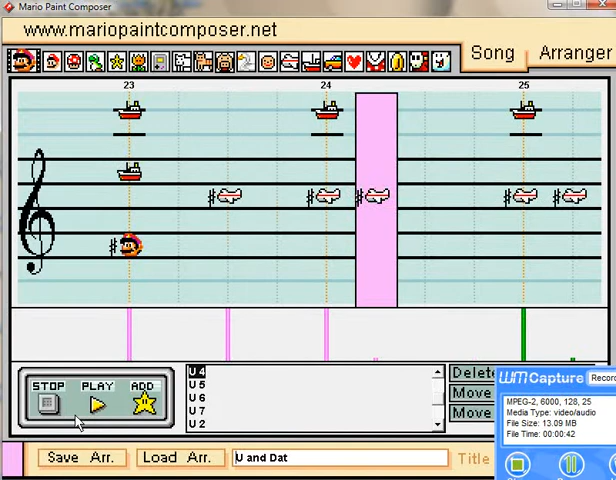 Mario Paint Composer
www.mariopaintcomposer.net
Song
Arranger
23
24
25
STOP
PLAY
ADD
U 4
U 5
U 6
U 7
U 2
Delete
Move
Move
WM Capture
Record
MPEG-2, 6000, 128, 25
Media Type: video/audio
File Size: 13.09 MB
File Time: 00:00:42
Save Arr.
Load Arr.
U and Dat
Title